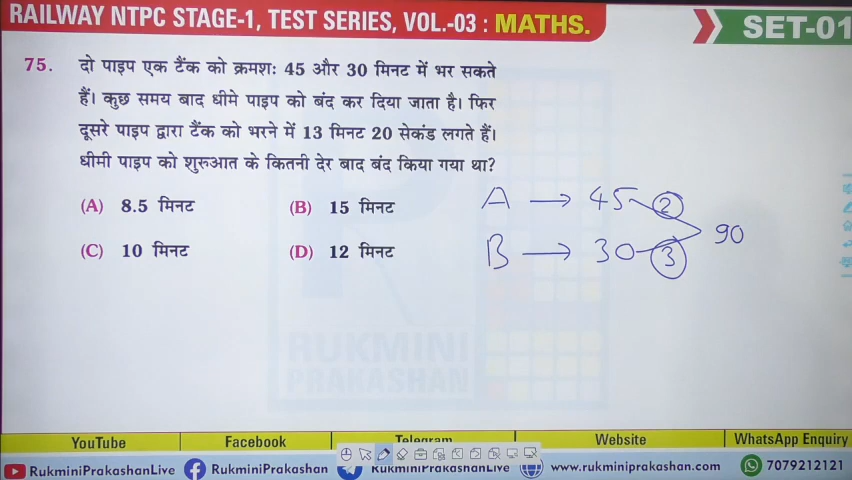 RAILWAY NTPC STAGE-1, TEST SERIES, VOL.-03 : MATHS.
SET-01
75. दो पाइप एक टैंक को क्रमशः 45 और 30 मिनट में भर सकते
हैं। कुछ समय बाद धीमे पाइप को बंद कर दिया जाता है। फिर
दूसरे पाइप द्वारा टैंक को भरने में 13 मिनट 20 सेकंड लगते हैं।
धीमी पाइप को शुरुआत के कितनी देर बाद बंद किया गया था?
(A) 8.5 मिनट (B) 15 मिनट
(C) 10 मिनट (D) 12 मिनट
A → 45 2
B → 30 3
90
RUKMINI
PRAKASHAN
YouTube Facebook Telegram Website WhatsApp Enquiry
RukminiPrakashanLive RukminiPrakashan RukminiPrakashanLive www.rukminiprakashan.com 7079212121